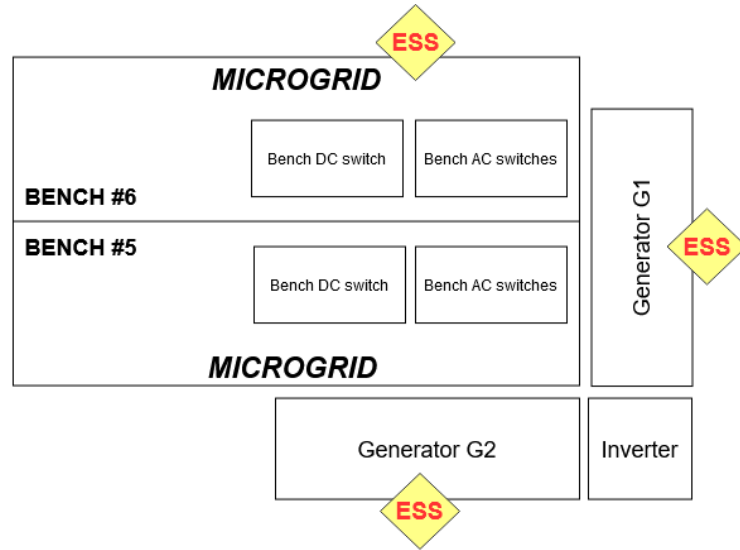 ESS
MICROGRID
Bench DC switch
Bench AC switches
BENCH #6
Generator G1
BENCH #5
ESS
Bench DC switch
Bench AC switches
MICROGRID
Generator G2
Inverter
ESS